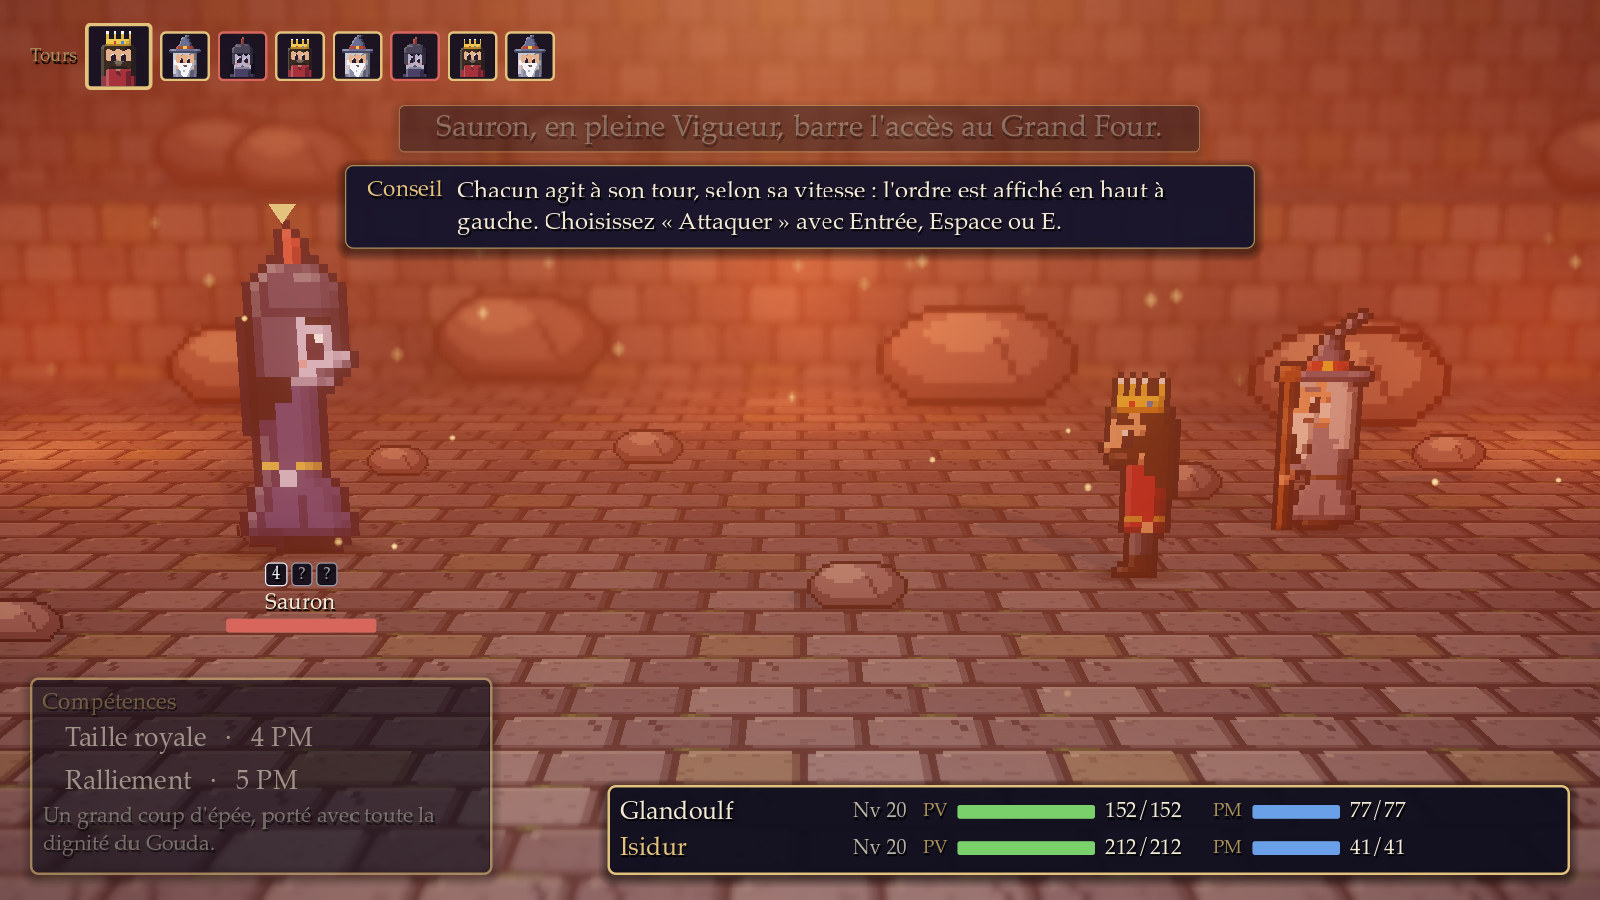 Tours
Sauron, en pleine Vigueur, barre l'accès au Grand Four.
Conseil Chacun agit à son tour, selon sa vitesse : l'ordre est affiché en haut à
gauche. Choisissez « Attaquer » avec Entrée, Espace ou E.
4 ? ?
Sauron
Compétences
Taille royale · 4 PM
Ralliement · 5 PM
Un grand coup d'épée, porté avec toute la
dignité du Gouda.
Glandoulf Nv 20 PV 152/152 PM 77/77
Isidur Nv 20 PV 212/212 PM 41/41